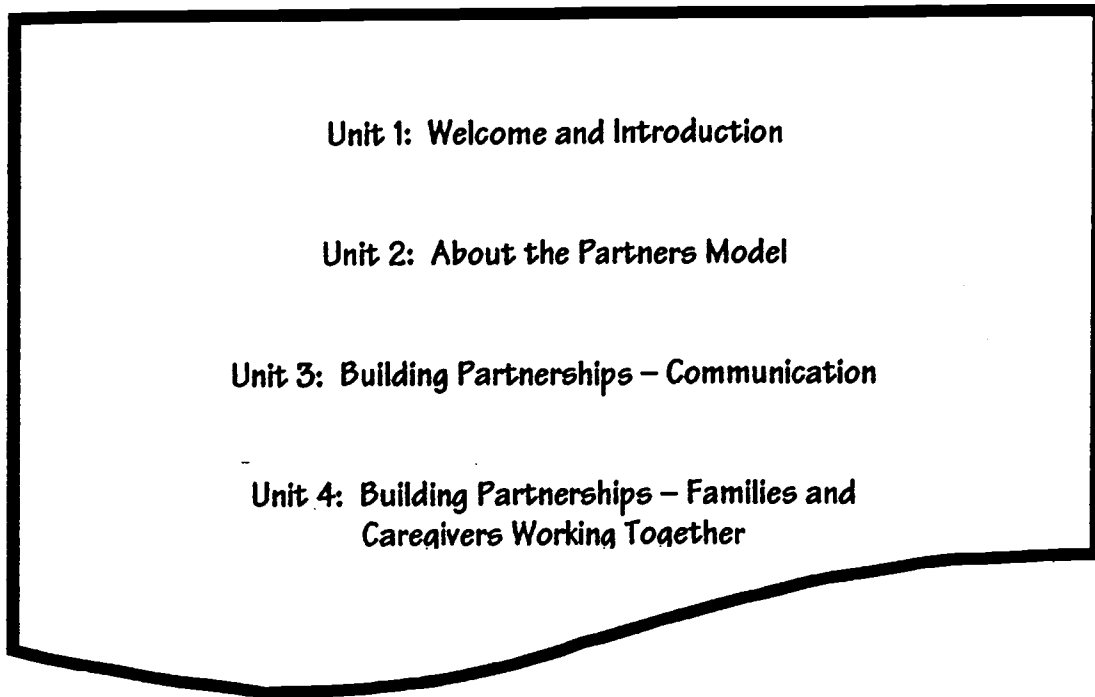 Unit 1: Welcome and Introduction
Unit 2: About the Partners Model
Unit 3: Building Partnerships – Communication
Unit 4: Building Partnerships – Families and
Caregivers Working Together